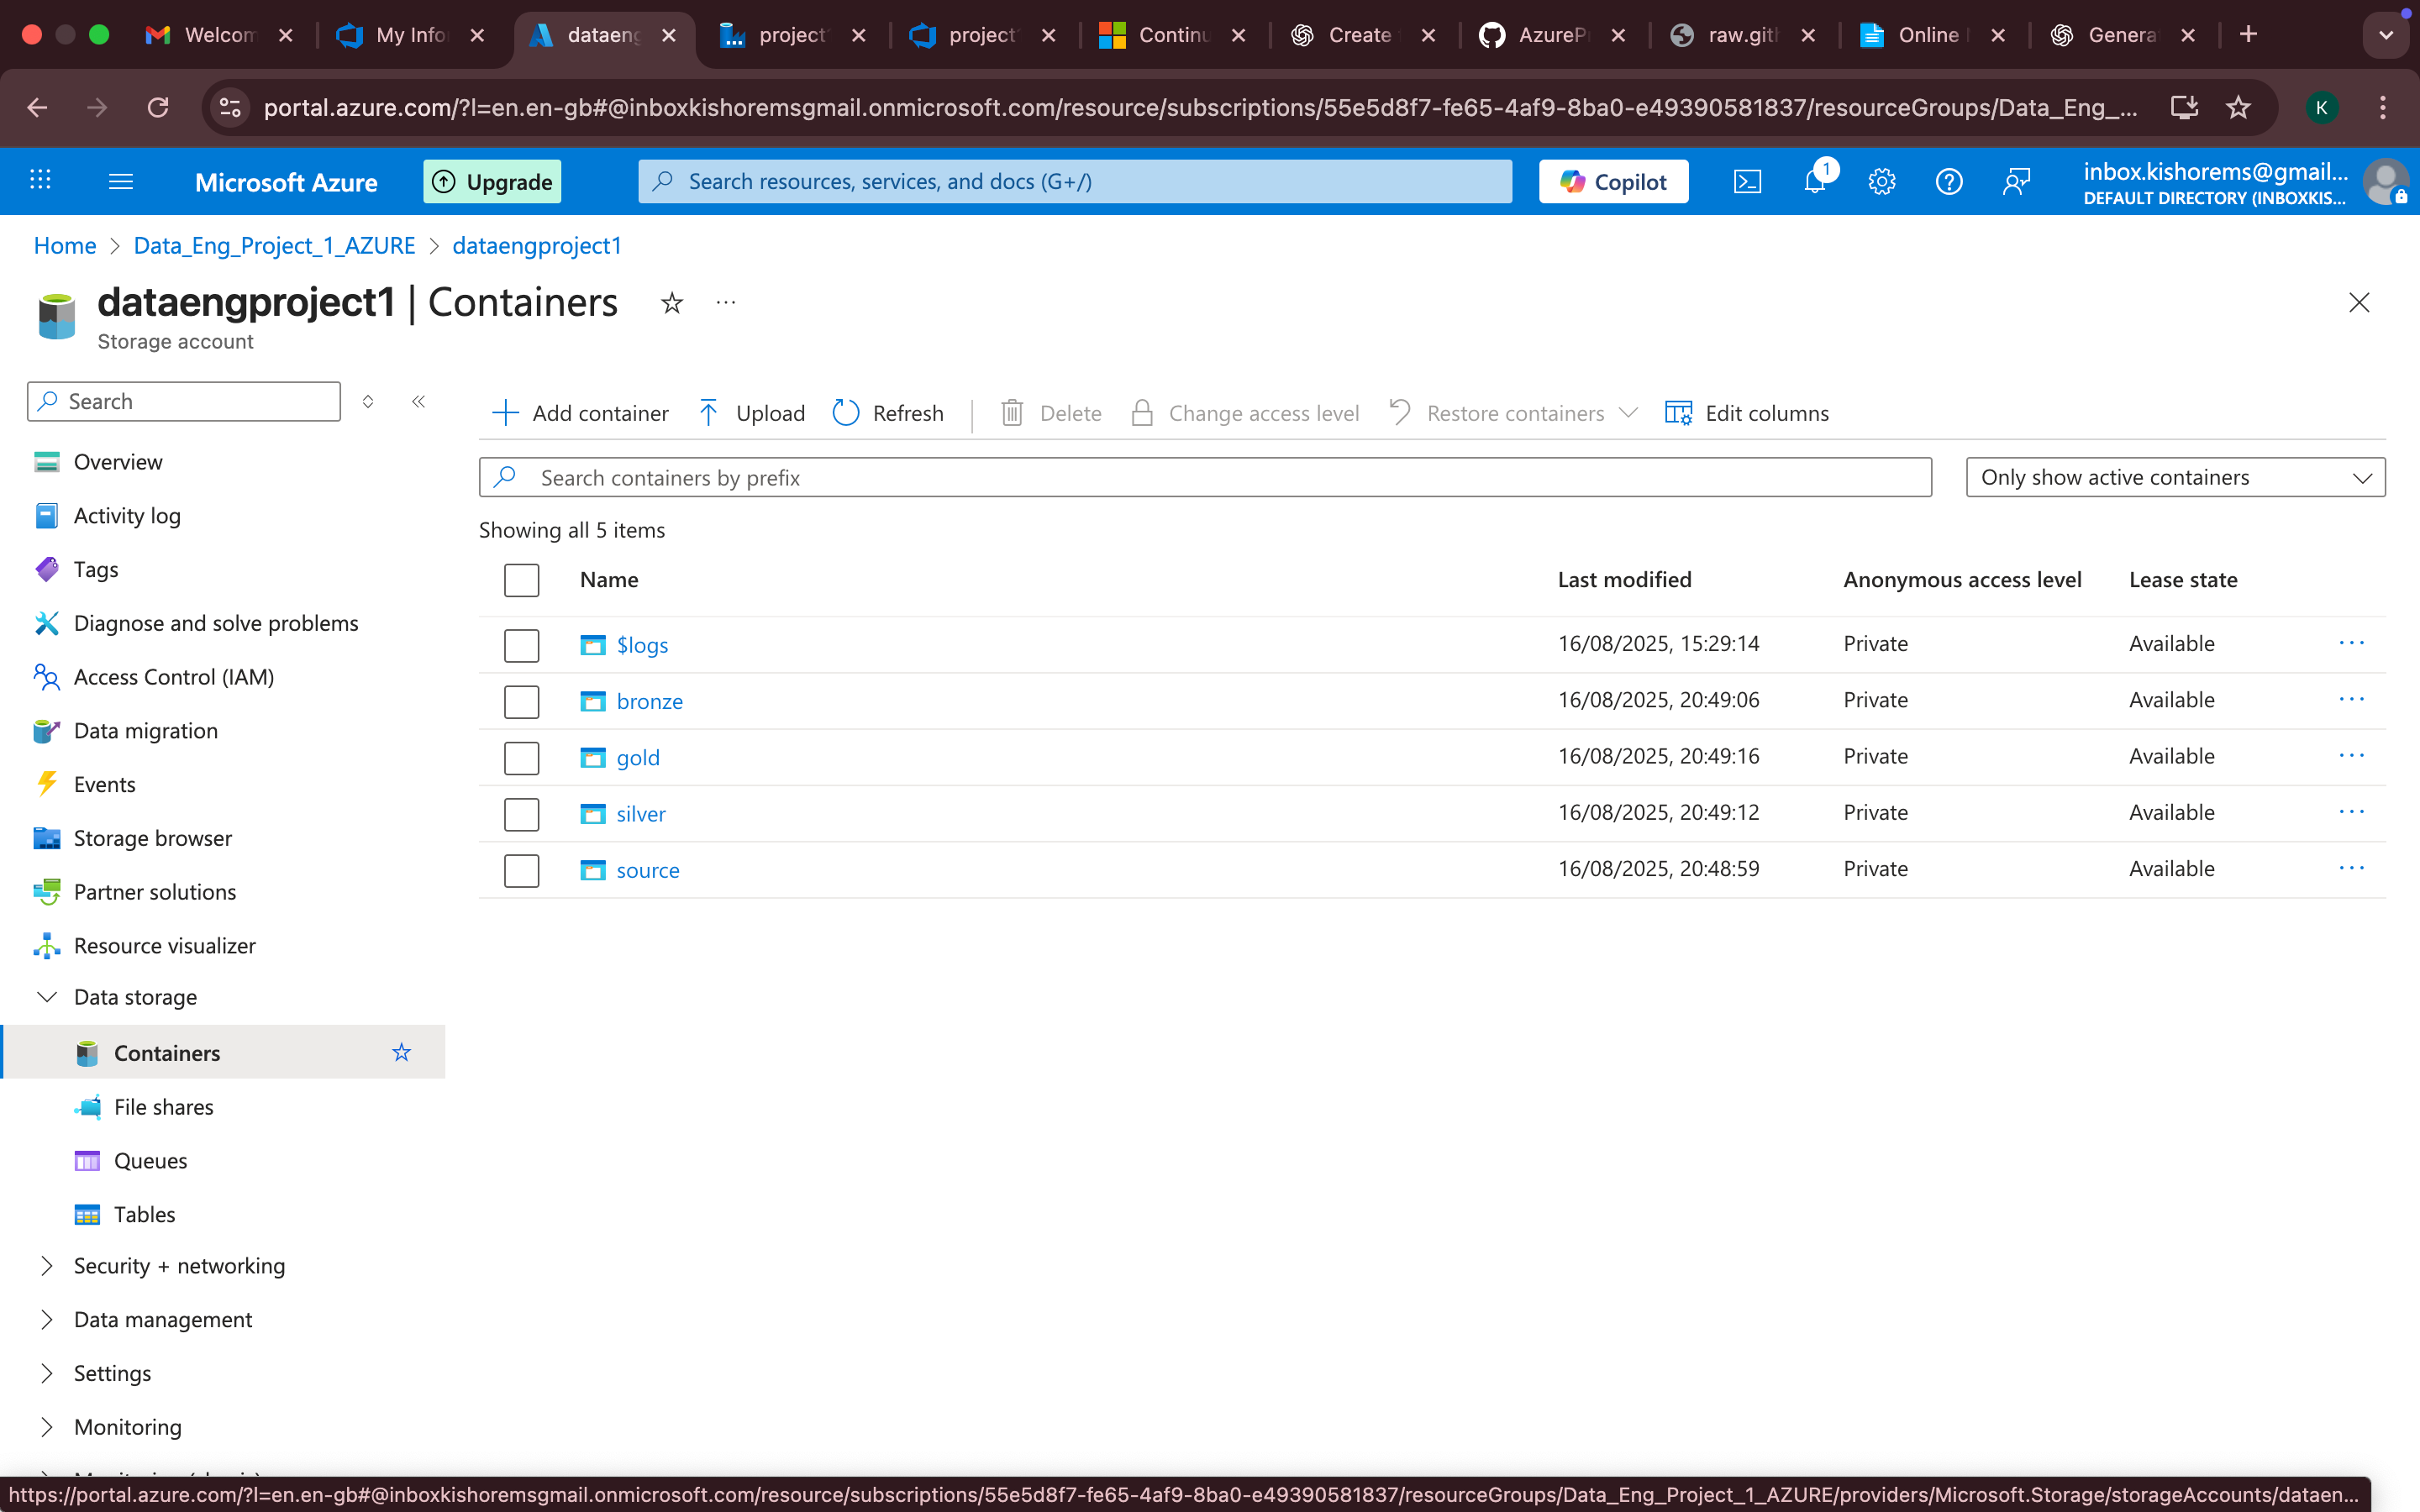 Welcom
My Info
dataeng
project1
project1
Continu
Create
AzureP
raw.gith
Online
Genera
portal.azure.com/?l=en.en-gb#@inboxkishoremsgmail.onmicrosoft.com/resource/subscriptions/55e5d8f7-fe65-4af9-8ba0-e49390581837/resourceGroups/Data_Eng_...
K
Microsoft Azure
Upgrade
Search resources, services, and docs (G+/)
Copilot
1
inbox.kishorems@gmail...
DEFAULT DIRECTORY (INBOXKIS...
Home > Data_Eng_Project_1_AZURE > dataengproject1
dataengproject1 | Containers
Storage account
Search
Add container
Upload
Refresh
Delete
Change access level
Restore containers
Edit columns
Search containers by prefix
Only show active containers
Showing all 5 items
Name Last modified Anonymous access level Lease state
$logs 16/08/2025, 15:29:14 Private Available
bronze 16/08/2025, 20:49:06 Private Available
gold 16/08/2025, 20:49:16 Private Available
silver 16/08/2025, 20:49:12 Private Available
source 16/08/2025, 20:48:59 Private Available
Overview
Activity log
Tags
Diagnose and solve problems
Access Control (IAM)
Data migration
Events
Storage browser
Partner solutions
Resource visualizer
Data storage
Containers
File shares
Queues
Tables
Security + networking
Data management
Settings
Monitoring
https://portal.azure.com/?l=en.en-gb#@inboxkishoremsgmail.onmicrosoft.com/resource/subscriptions/55e5d8f7-fe65-4af9-8ba0-e49390581837/resourceGroups/Data_Eng_Project_1_AZURE/providers/Microsoft.Storage/storageAccounts/dataen...